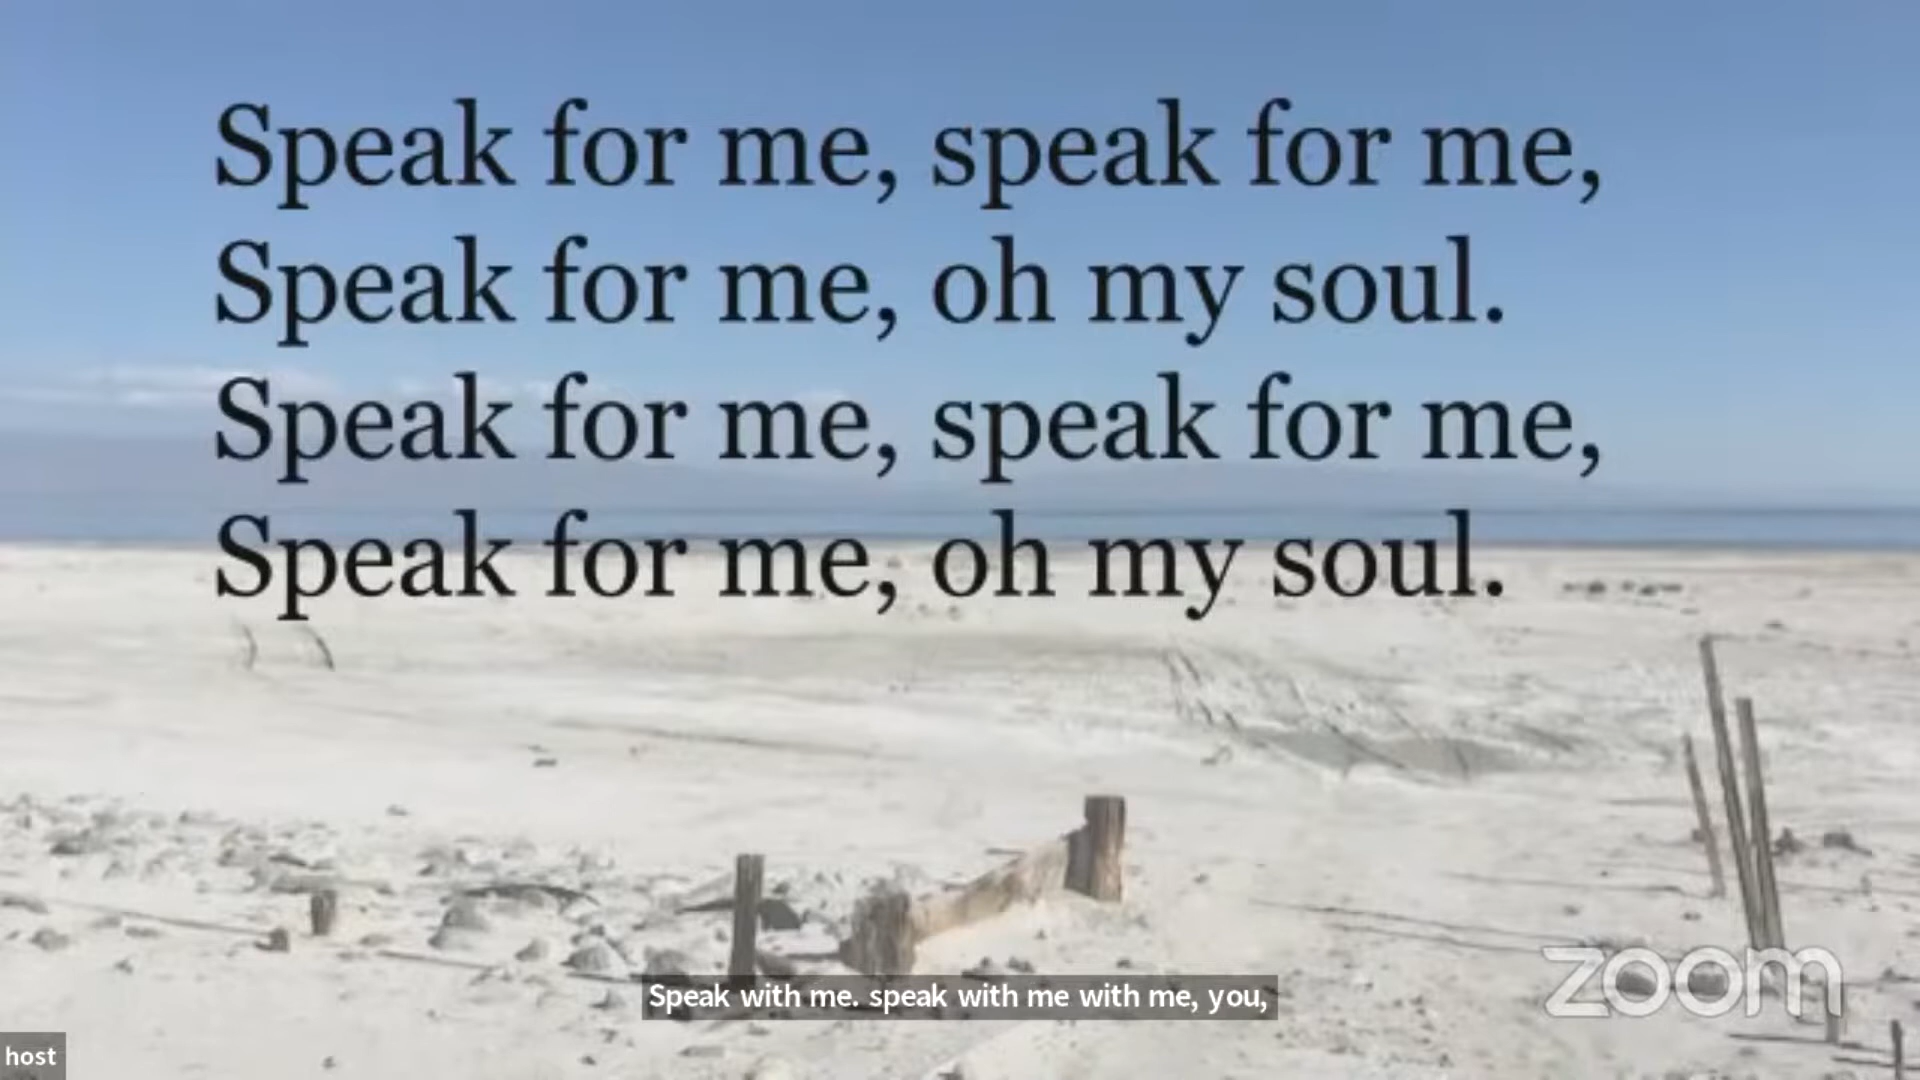 Speak for me, speak for me,
Speak for me, oh my soul.
Speak for me, speak for me,
Speak for me, oh my soul.
Speak with me. speak with me with me, you,
zoom
host